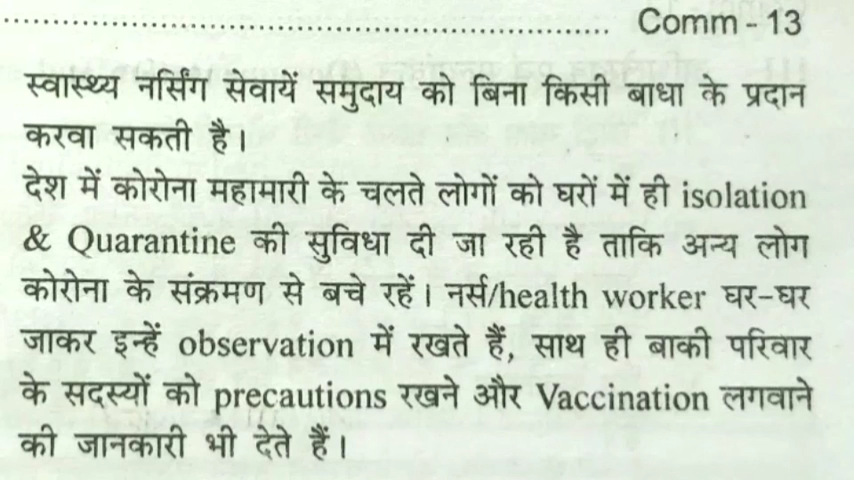 Comm - 13
स्वास्थ्य नर्सिंग सेवायें समुदाय को बिना किसी बाधा के प्रदान
करवा सकती है।
देश में कोरोना महामारी के चलते लोगों को घरों में ही isolation
& Quarantine की सुविधा दी जा रही है ताकि अन्य लोग
कोरोना के संक्रमण से बचे रहें। नर्स/health worker घर-घर
जाकर इन्हें observation में रखते हैं, साथ ही बाकी परिवार
के सदस्यों को precautions रखने और Vaccination लगवाने
की जानकारी भी देते हैं।